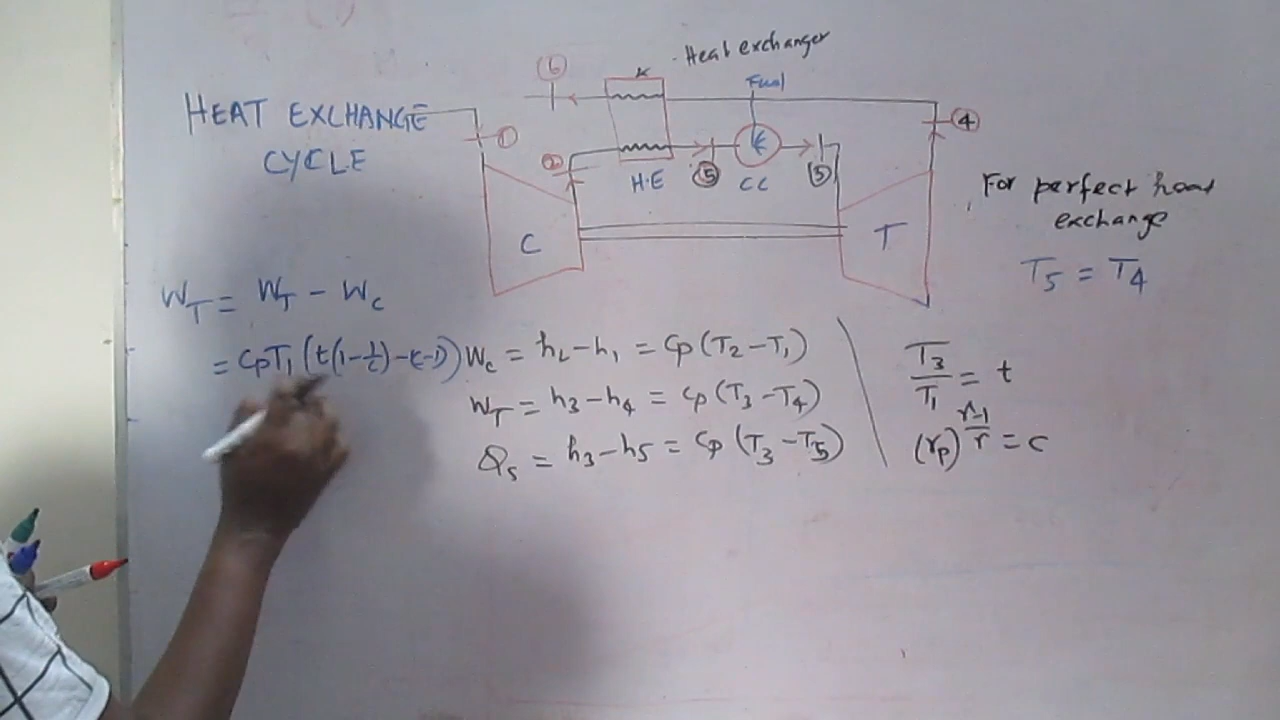 Heat exchanger
⑥
Fuel
HEAT EXCHANGE
CYCLE
①
④
②
H.E
⑤
CC
⑤
C
T
For perfect heat
exchange
T5 = T4
WT = WT - Wc
= CpT1 (t(1-1/c)-(c-1))
Wc = h2-h1 = Cp(T2-T1)
WT = h3-h4 = Cp(T3-T4)
Qs = h3-h5 = Cp(T3-T5)
T3/T1 = t
(rp)^(r-1)/r = c